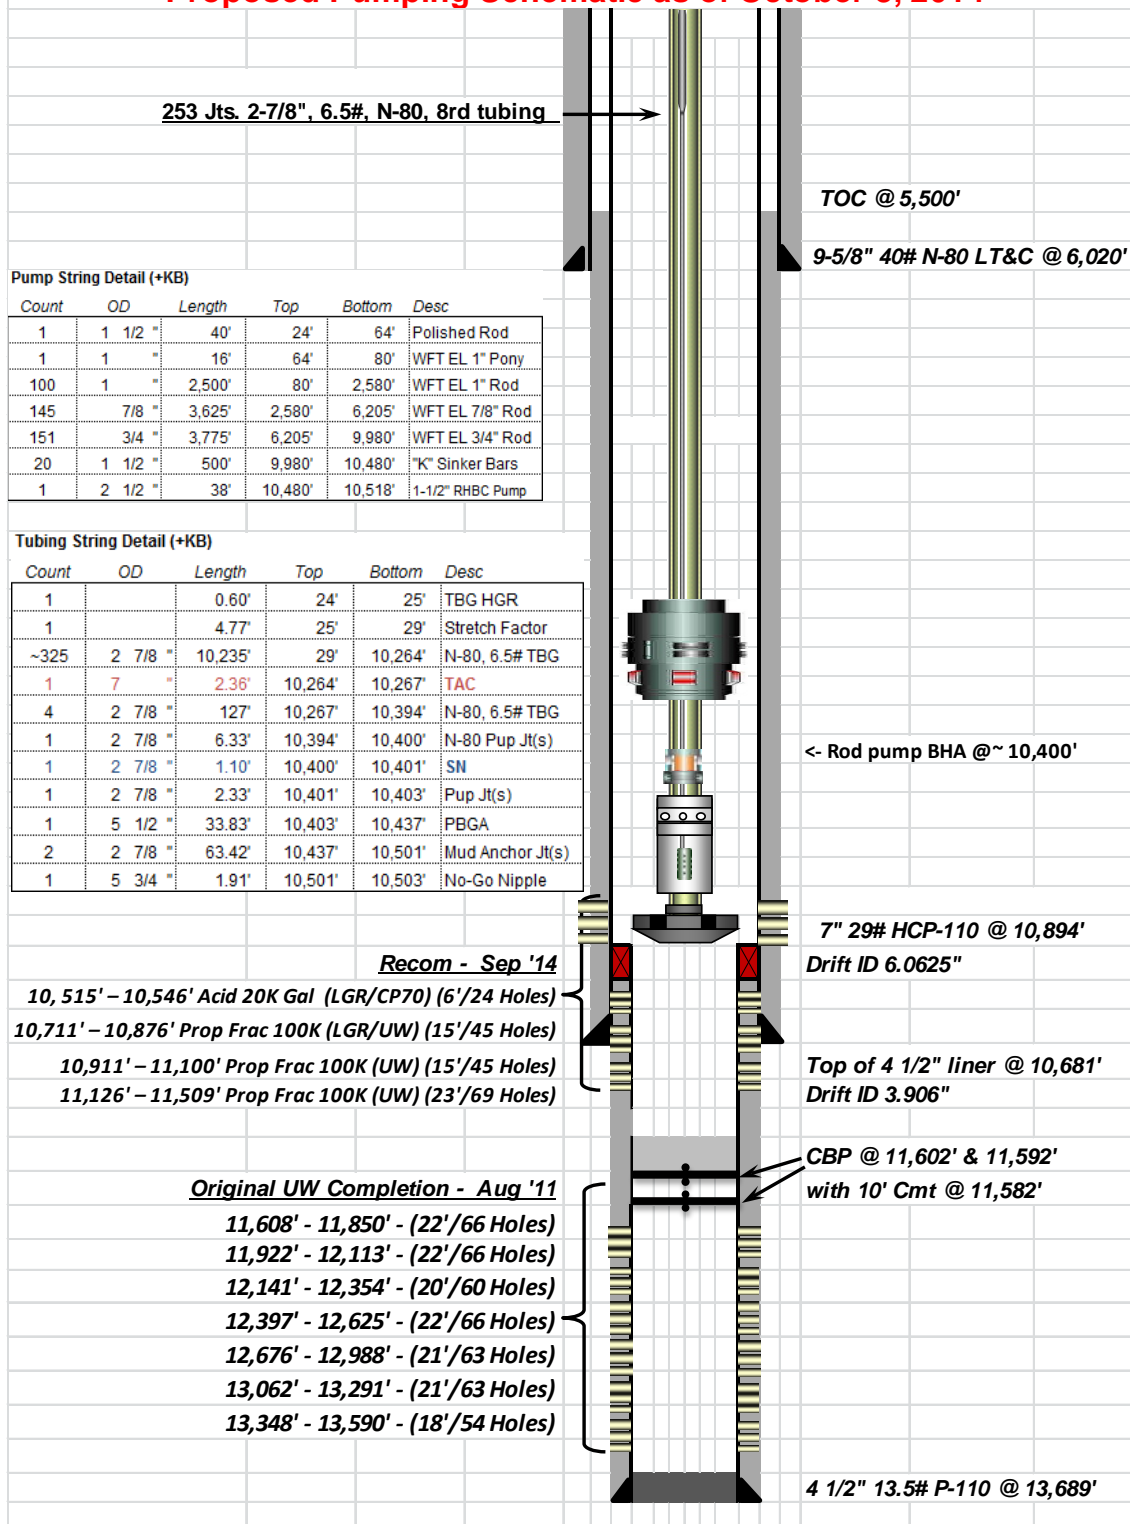 Proposed Pumping Schematic as of October 8, 2014
253 Jts. 2-7/8", 6.5#, N-80, 8rd tubing
TOC @ 5,500'
9-5/8" 40# N-80 LT&C @ 6,020'
Pump String Detail (+KB)
Count OD Length Top Bottom Desc
1 1 1/2 " 40' 24' 64' Polished Rod
1 1 " 16' 64' 80' WFT EL 1" Pony
100 1 " 2,500' 80' 2,580' WFT EL 1" Rod
145 7/8 " 3,625' 2,580' 6,205' WFT EL 7/8" Rod
151 3/4 " 3,775' 6,205' 9,980' WFT EL 3/4" Rod
20 1 1/2 " 500' 9,980' 10,480' "K" Sinker Bars
1 2 1/2 " 38' 10,480' 10,518' 1-1/2" RHBC Pump
Tubing String Detail (+KB)
Count OD Length Top Bottom Desc
1 0.60' 24' 25' TBG HGR
1 4.77' 25' 29' Stretch Factor
~325 2 7/8 " 10,235' 29' 10,264' N-80, 6.5# TBG
1 7 " 2.36' 10,264' 10,267' TAC
4 2 7/8 " 127' 10,267' 10,394' N-80, 6.5# TBG
1 2 7/8 " 6.33' 10,394' 10,400' N-80 Pup Jt(s)
1 2 7/8 " 1.10' 10,400' 10,401' SN
1 2 7/8 " 2.33' 10,401' 10,403' Pup Jt(s)
1 5 1/2 " 33.83' 10,403' 10,437' PBGA
2 2 7/8 " 63.42' 10,437' 10,501' Mud Anchor Jt(s)
1 5 3/4 " 1.91' 10,501' 10,503' No-Go Nipple
<- Rod pump BHA @~ 10,400'
7" 29# HCP-110 @ 10,894'
Drift ID 6.0625"
Recom - Sep '14
10, 515' – 10,546' Acid 20K Gal (LGR/CP70) (6'/24 Holes)
10,711' – 10,876' Prop Frac 100K (LGR/UW) (15'/45 Holes)
10,911' – 11,100' Prop Frac 100K (UW) (15'/45 Holes)
11,126' – 11,509' Prop Frac 100K (UW) (23'/69 Holes)
Top of 4 1/2" liner @ 10,681'
Drift ID 3.906"
CBP @ 11,602' & 11,592'
with 10' Cmt @ 11,582'
Original UW Completion - Aug '11
11,608' - 11,850' - (22'/66 Holes)
11,922' - 12,113' - (22'/66 Holes)
12,141' - 12,354' - (20'/60 Holes)
12,397' - 12,625' - (22'/66 Holes)
12,676' - 12,988' - (21'/63 Holes)
13,062' - 13,291' - (21'/63 Holes)
13,348' - 13,590' - (18'/54 Holes)
4 1/2" 13.5# P-110 @ 13,689'